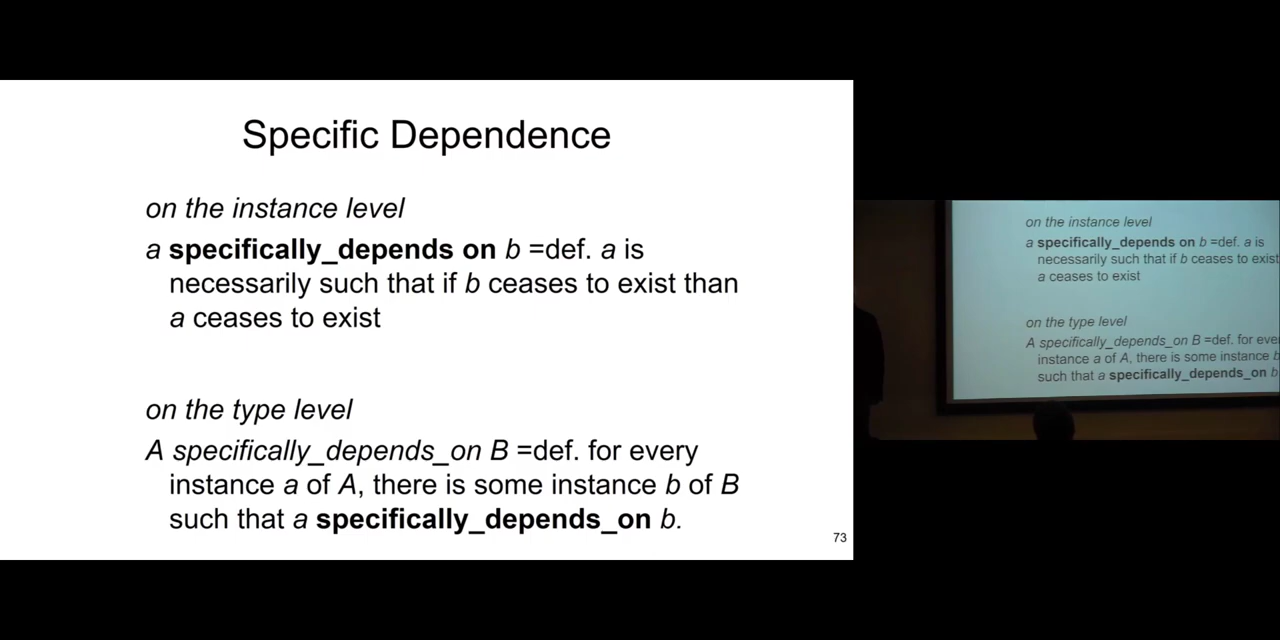 Specific Dependence
on the instance level
a specifically_depends on b =def. a is
necessarily such that if b ceases to exist than
a ceases to exist
on the type level
A specifically_depends_on B =def. for every
instance a of A, there is some instance b of B
such that a specifically_depends_on b.
73
on the instance level
a specifically_depends on b =def. a is
necessarily such that if b ceases to exist
a ceases to exist
on the type level
A specifically_depends_on B =def. for eve
instance a of A, there is some instance b
such that a specifically_depends_on b